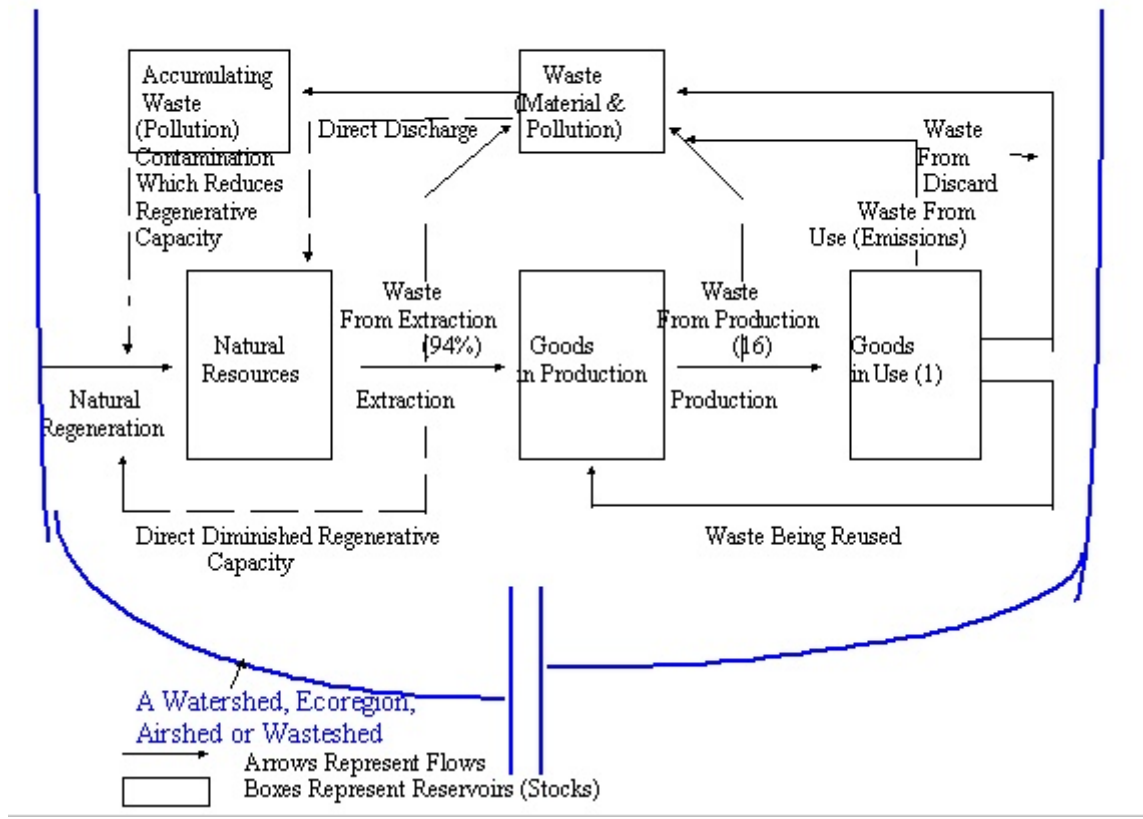 Accumulating
Waste
(Pollution)
Contamination
Which Reduces
Regenerative
Capacity
Direct Discharge
Waste
(Material &
Pollution)
Waste
From
Discard
Waste From
Use (Emissions)
Natural
Resources
Waste
From Extraction
(94%)
Extraction
Goods
in Production
Waste
From Production
(16)
Production
Goods
in Use (1)
Natural
Regeneration
Direct Diminished Regenerative
Capacity
Waste Being Reused
A Watershed, Ecoregion,
Airshed or Wasteshed
Arrows Represent Flows
Boxes Represent Reservoirs (Stocks)